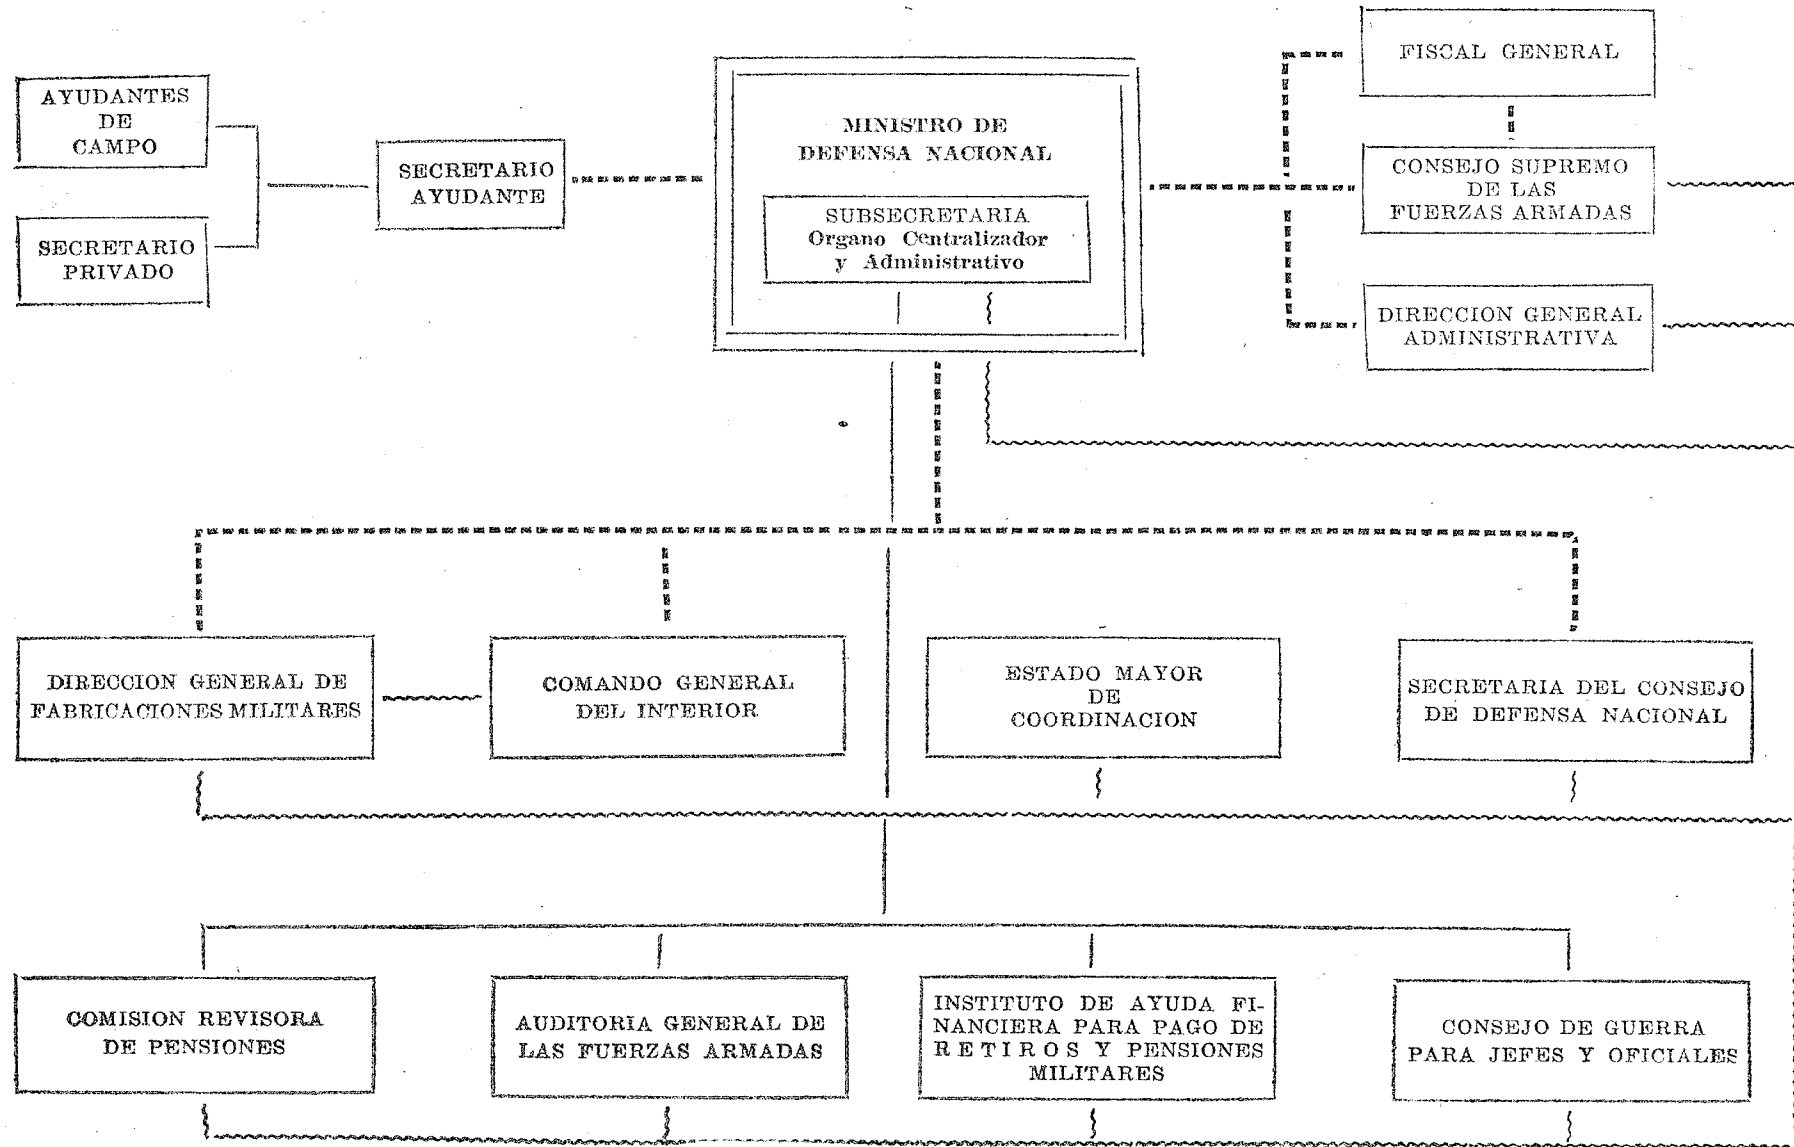 FISCAL GENERAL
AYUDANTES
DE
CAMPO
MINISTRO DE
DEFENSA NACIONAL
SECRETARIO
AYUDANTE
CONSEJO SUPREMO
DE LAS
FUERZAS ARMADAS
SUBSECRETARIA
Organo Centralizador
y Administrativo
SECRETARIO
PRIVADO
DIRECCION GENERAL
ADMINISTRATIVA
DIRECCION GENERAL DE
FABRICACIONES MILITARES
COMANDO GENERAL
DEL INTERIOR
ESTADO MAYOR
DE
COORDINACION
SECRETARIA DEL CONSEJO
DE DEFENSA NACIONAL
COMISION REVISORA
DE PENSIONES
AUDITORIA GENERAL DE
LAS FUERZAS ARMADAS
INSTITUTO DE AYUDA FI-
NANCIERA PARA PAGO DE
RETIROS Y PENSIONES
MILITARES
CONSEJO DE GUERRA
PARA JEFES Y OFICIALES